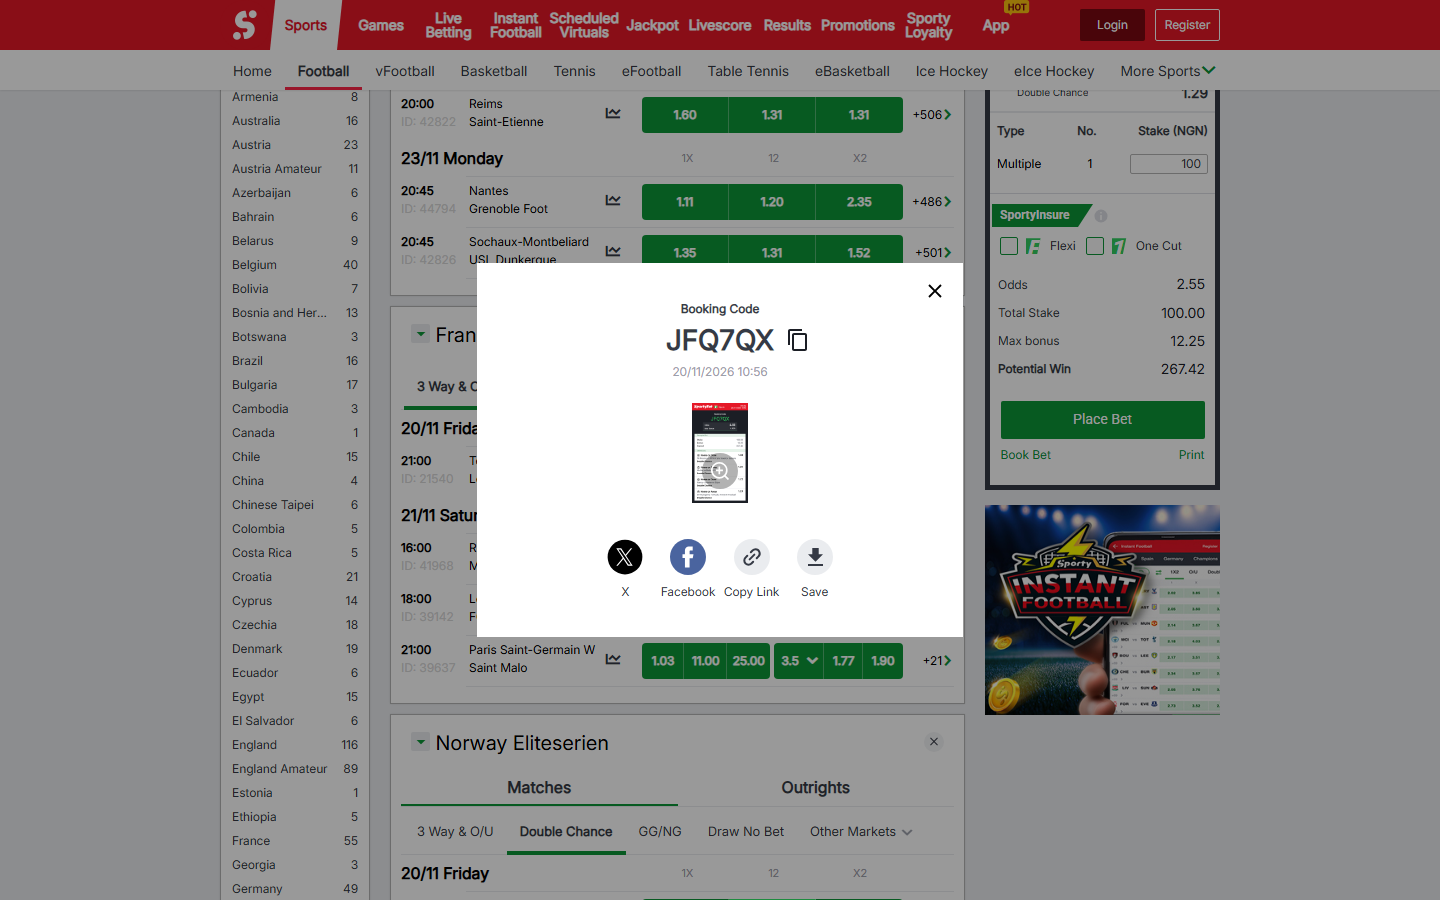 Sports
Games
Live Betting
Instant Football
Scheduled Virtuals
Jackpot
Livescore
Results
Promotions
Sporty Loyalty
App
HOT
Login
Register
Home
Football
vFootball
Basketball
Tennis
eFootball
Table Tennis
eBasketball
Ice Hockey
eIce Hockey
More Sports
Armenia 8
Australia 16
Austria 23
Austria Amateur 11
Azerbaijan 6
Bahrain 6
Belarus 9
Belgium 40
Bolivia 7
Bosnia and Her... 13
Botswana 3
Brazil 16
Bulgaria 17
Cambodia 3
Canada 1
Chile 15
China 4
Chinese Taipei 6
Colombia 5
Costa Rica 5
Croatia 21
Cyprus 14
Czechia 18
Denmark 19
Ecuador 6
Egypt 15
El Salvador 6
England 116
England Amateur 89
Estonia 1
Ethiopia 5
France 55
Georgia 3
Germany 49
20:00 Reims 1.60 1.31 1.31 +506
ID: 42822 Saint-Etienne
23/11 Monday 1X 12 X2
20:45 Nantes 1.11 1.20 2.35 +486
ID: 44794 Grenoble Foot
20:45 Sochaux-Montbeliard 1.35 1.31 1.52 +501
ID: 42826 USL Dunkerque
Fran
3 Way & O
20/11 Frida
21:00
ID: 21540
21/11 Satur
16:00
ID: 41968
18:00
ID: 39142
21:00 Paris Saint-Germain W 1.03 11.00 25.00 3.5 1.77 1.90 +21
ID: 39637 Saint Malo
Norway Eliteserien
Matches Outrights
3 Way & O/U Double Chance GG/NG Draw No Bet Other Markets
20/11 Friday 1X 12 X2
Booking Code
JFQ7QX
20/11/2026 10:56
X Facebook Copy Link Save
Double Chance 1.29
Type No. Stake (NGN)
Multiple 1 100
SportyInsure
Flexi One Cut
Odds 2.55
Total Stake 100.00
Max bonus 12.25
Potential Win 267.42
Place Bet
Book Bet Print
Sporty
INSTANT
FOOTBALL